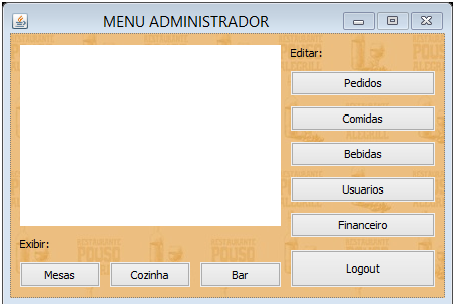 MENU ADMINISTRADOR
Editar:
Pedidos
Comidas
Bebidas
Usuarios
Financeiro
Logout
Exibir:
Mesas
Cozinha
Bar